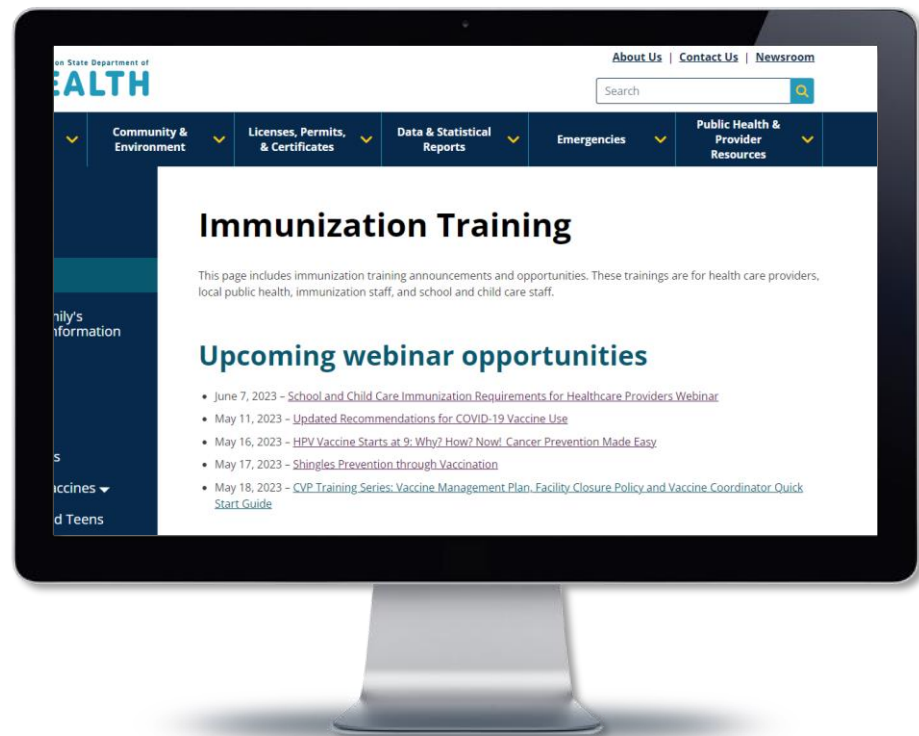 on State Department of
EALTH
About Us | Contact Us | Newsroom
Search
Community &
Environment
Licenses, Permits,
& Certificates
Data & Statistical
Reports
Emergencies
Public Health &
Provider
Resources
nily's
nformation
s
accines
d Teens
Immunization Training
This page includes immunization training announcements and opportunities. These trainings are for health care providers,
local public health, immunization staff, and school and child care staff.
Upcoming webinar opportunities
• June 7, 2023 – School and Child Care Immunization Requirements for Healthcare Providers Webinar
• May 11, 2023 – Updated Recommendations for COVID-19 Vaccine Use
• May 16, 2023 – HPV Vaccine Starts at 9: Why? How? Now! Cancer Prevention Made Easy
• May 17, 2023 – Shingles Prevention through Vaccination
• May 18, 2023 – CVP Training Series: Vaccine Management Plan, Facility Closure Policy and Vaccine Coordinator Quick
Start Guide